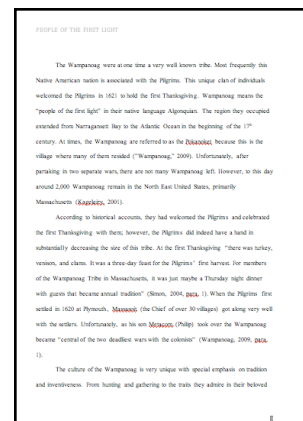 PEOPLE OF THE FIRST LIGHT
The Wampanoag were at one time a very well known tribe. Most frequently this
Native American nation is associated with the Pilgrims. This unique clan of individuals
welcomed the Pilgrims in 1621 to hold the first Thanksgiving. Wampanoag means the
"people of the first light" in their native language Algonquian. The region they occupied
extended from Narragansett Bay to the Atlantic Ocean in the beginning of the 17th
century. At times, the Wampanoag are referred to as the Pokanoket because this is the
village where many of them resided ("Wampanoag," 2009). Unfortunately, after
partaking in two separate wars, there are not many Wampanoag left. However, to this day
around 2,000 Wampanoag remain in the North East United States, primarily
Massachusetts (Kageleiry, 2001).
According to historical accounts, they had welcomed the Pilgrims and celebrated
the first Thanksgiving with them; however, the Pilgrims did indeed have a hand in
substantially decreasing the size of this tribe. At the first Thanksgiving "there was turkey,
venison, and clams. It was a three-day feast for the Pilgrims' first harvest. For members
of the Wampanoag Tribe in Massachusetts, it was just maybe a Thursday night dinner
with guests that became annual tradition" (Simon, 2004, para, 1). When the Pilgrims first
settled in 1620 at Plymouth, Massasoit (the Chief of over 30 villages) got along very well
with the settlers. Unfortunately, as his son Metacom (Philip) took over the Wampanoag
became "central of the two deadliest wars with the colonists" (Wampanoag, 2009, para,
1).
The culture of the Wampanoag is very unique with special emphasis on tradition
and inventiveness. From hunting and gathering to the traits they admire in their beloved